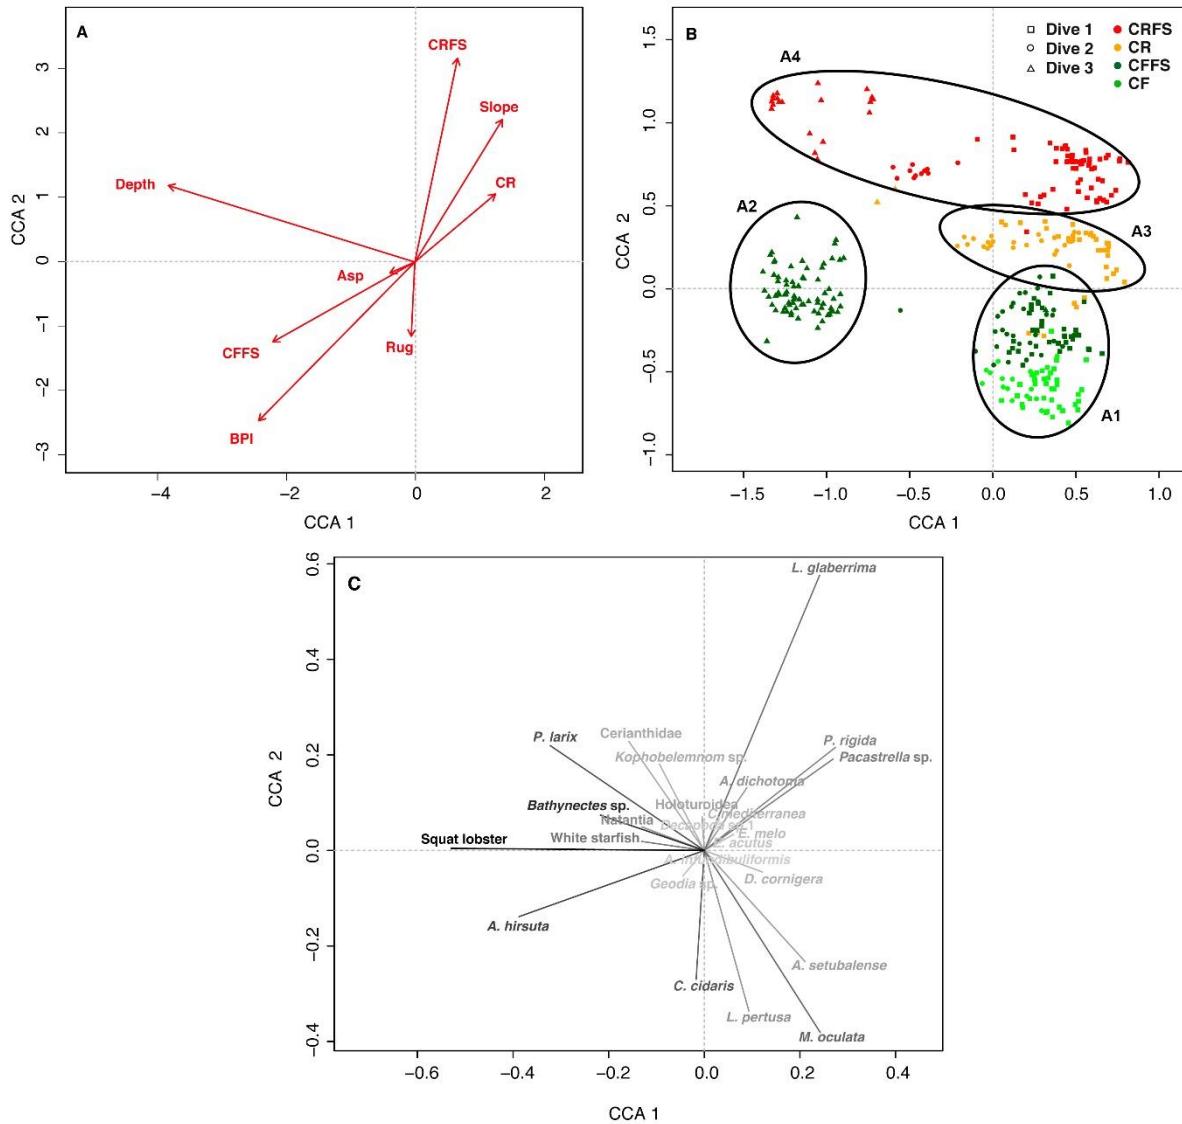 A
CRFS
Slope
CR
Depth
Asp
Rug
CFFS
BPI
3
2
1
0
−1
−2
−3
−4
−2
0
2
CCA 1
CCA 2
B
Dive 1
Dive 2
Dive 3
CRFS
CR
CFFS
CF
A4
A2
A3
A1
1.5
1.0
0.5
0.0
−0.5
−1.0
−1.5
−1.0
−0.5
0.0
0.5
1.0
CCA 1
CCA 2
C
L. glaberrima
P. larix
Cerianthidae
Kophobelemnom sp.
P. rigida
Pacastrella sp.
A. dichotoma
Bathynectes sp.
Holoturoidea
C. mediterranea
Natantia
E. melo
Squat lobster
White starfish
L. acutus
A. infundibuliformis
Geodia sp.
D. cornigera
A. hirsuta
A. setubalense
C. cidaris
L. pertusa
M. oculata
0.6
0.4
0.2
0.0
−0.2
−0.4
−0.6
−0.4
−0.2
0.0
0.2
0.4
CCA 1
CCA 2